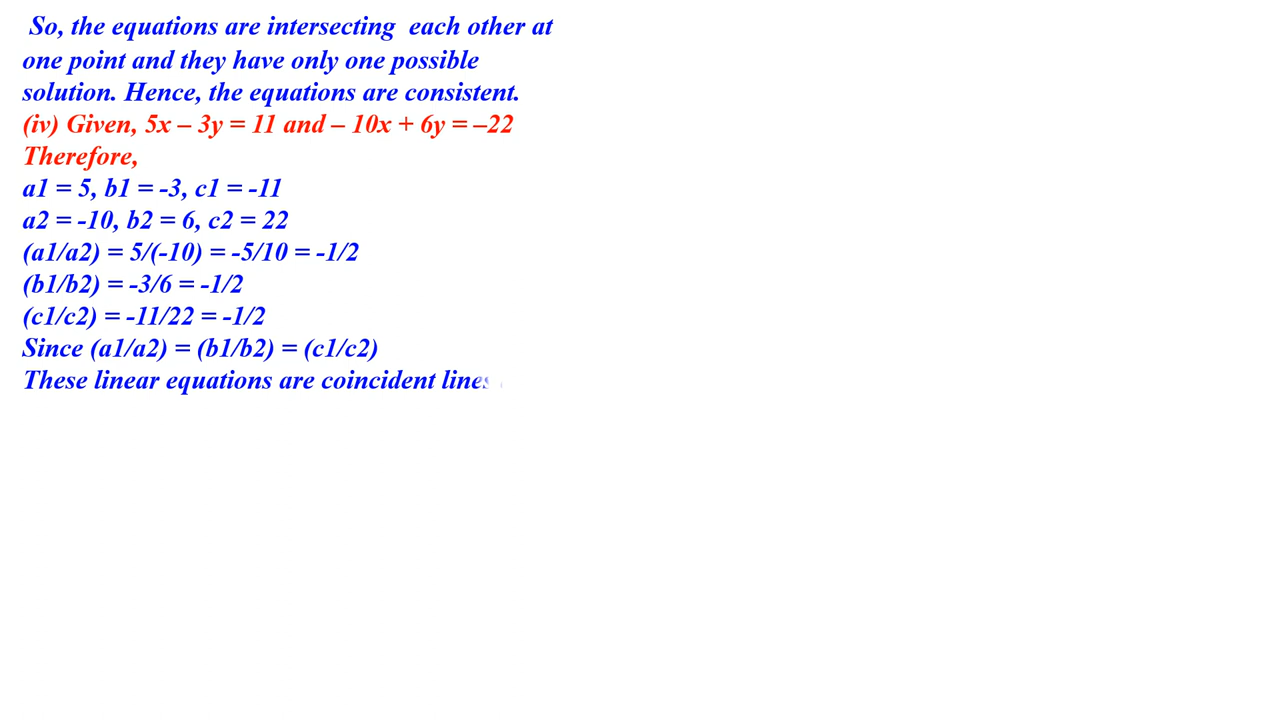 So, the equations are intersecting each other at
one point and they have only one possible
solution. Hence, the equations are consistent.
(iv) Given, 5x – 3y = 11 and – 10x + 6y = –22
Therefore,
a1 = 5, b1 = -3, c1 = -11
a2 = -10, b2 = 6, c2 = 22
(a1/a2) = 5/(-10) = -5/10 = -1/2
(b1/b2) = -3/6 = -1/2
(c1/c2) = -11/22 = -1/2
Since (a1/a2) = (b1/b2) = (c1/c2)
These linear equations are coincident lines